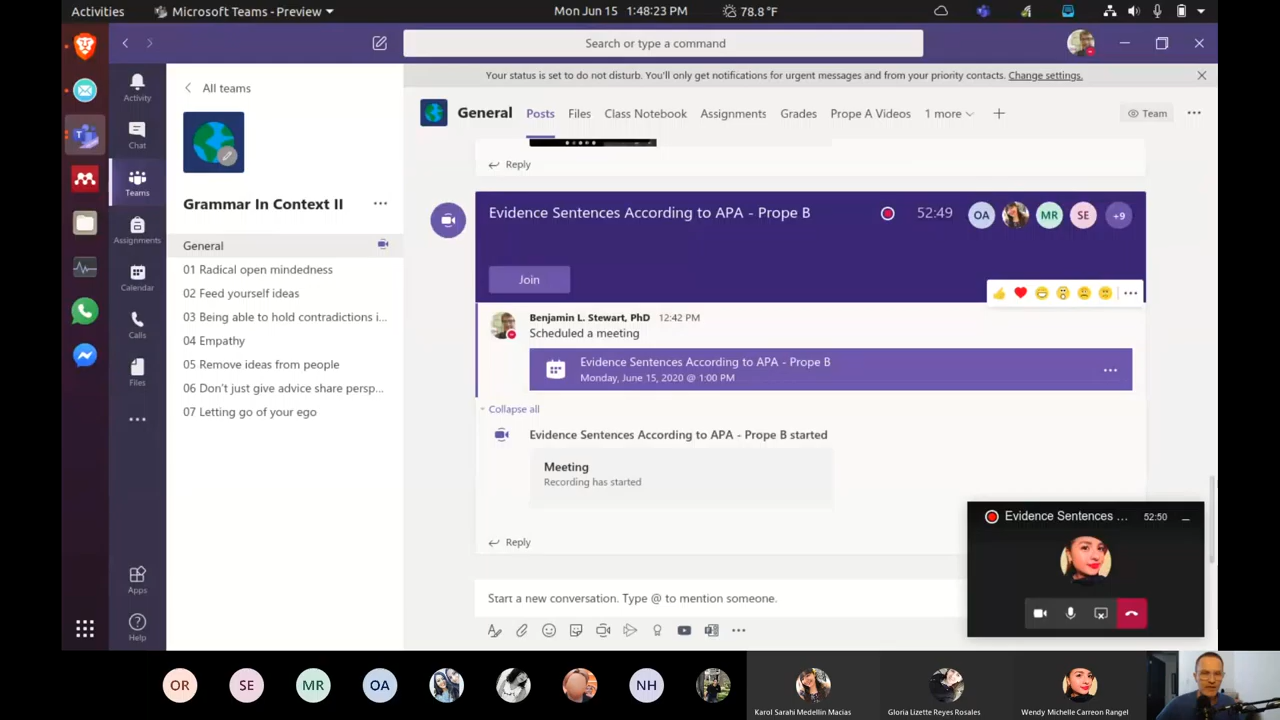 Activities
Microsoft Teams - Preview
Mon Jun 15 1:48:23 PM
78.8 °F
Search or type a command
Your status is set to do not disturb. You'll only get notifications for urgent messages and from your priority contacts. Change settings.
Activity
Chat
Teams
Assignments
Calendar
Calls
Files
Apps
Help
All teams
Grammar In Context II
General
01 Radical open mindedness
02 Feed yourself ideas
03 Being able to hold contradictions i...
04 Empathy
05 Remove ideas from people
06 Don't just give advice share persp...
07 Letting go of your ego
General Posts Files Class Notebook Assignments Grades Prope A Videos 1 more
Team
Reply
Evidence Sentences According to APA - Prope B
52:49 OA MR SE +9
Join
Benjamin L. Stewart, PhD 12:42 PM
Scheduled a meeting
Evidence Sentences According to APA - Prope B
Monday, June 15, 2020 @ 1:00 PM
Collapse all
Evidence Sentences According to APA - Prope B started
Meeting
Recording has started
Reply
Start a new conversation. Type @ to mention someone.
Evidence Sentences ... 52:50
OR SE MR OA NH
Karol Sarahi Medellin Macias
Gloria Lizette Reyes Rosales
Wendy Michelle Carreon Rangel